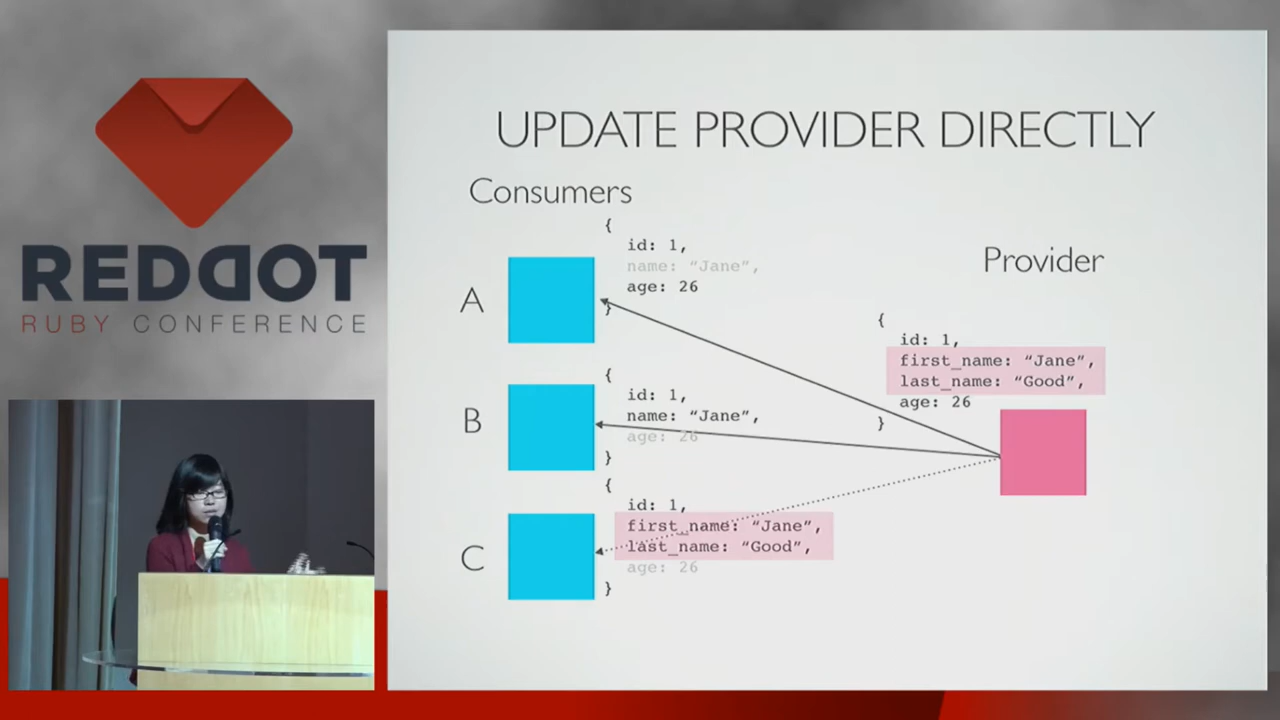 REDDOT
RUBY CONFERENCE
UPDATE PROVIDER DIRECTLY
Consumers
A
{
id: 1,
name: “Jane”,
age: 26
}
B
{
id: 1,
name: “Jane”,
age: 26
}
C
{
id: 1,
first_name: “Jane”,
last_name: “Good”,
age: 26
}
Provider
{
id: 1,
first_name: “Jane”,
last_name: “Good”,
age: 26
}